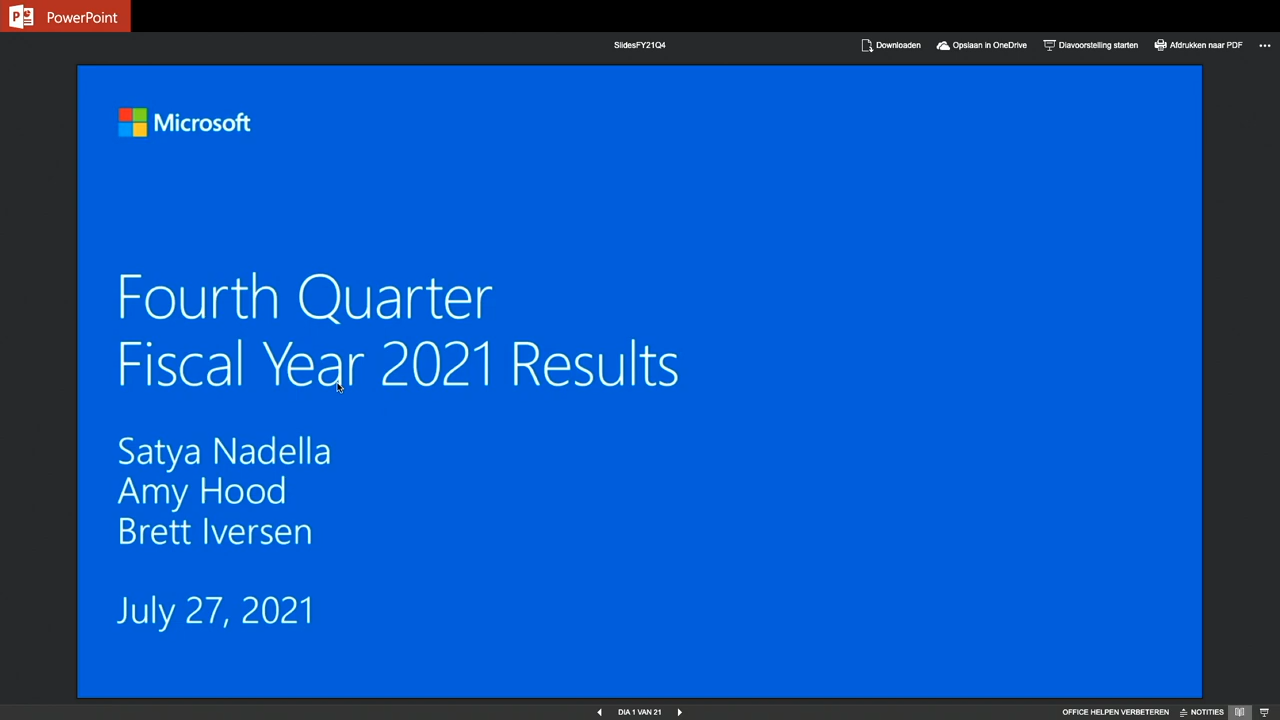 PowerPoint
SlidesFY21Q4
Downloaden
Opslaan in OneDrive
Diavoorstelling starten
Afdrukken naar PDF
Microsoft
Fourth Quarter
Fiscal Year 2021 Results
Satya Nadella
Amy Hood
Brett Iversen
July 27, 2021
DIA 1 VAN 21
OFFICE HELPEN VERBETEREN
NOTITIES